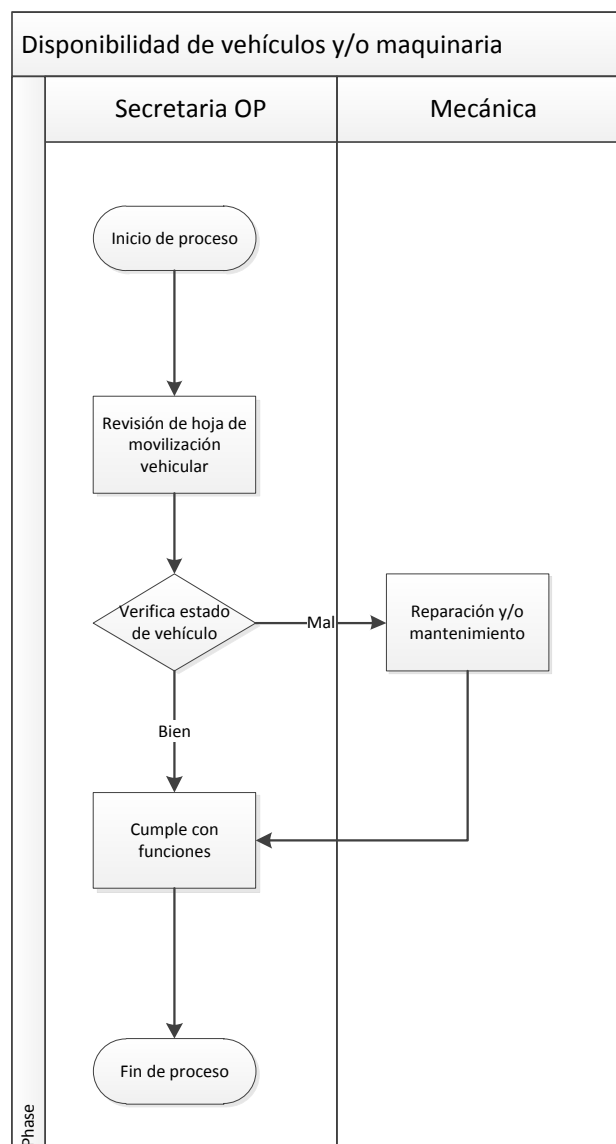 Disponibilidad de vehículos y/o maquinaria
Secretaria OP
Mecánica
Inicio de proceso
Revisión de hoja de
movilización
vehicular
Verifica estado
de vehículo
Mal
Reparación y/o
mantenimiento
Bien
Cumple con
funciones
Fin de proceso
Phase